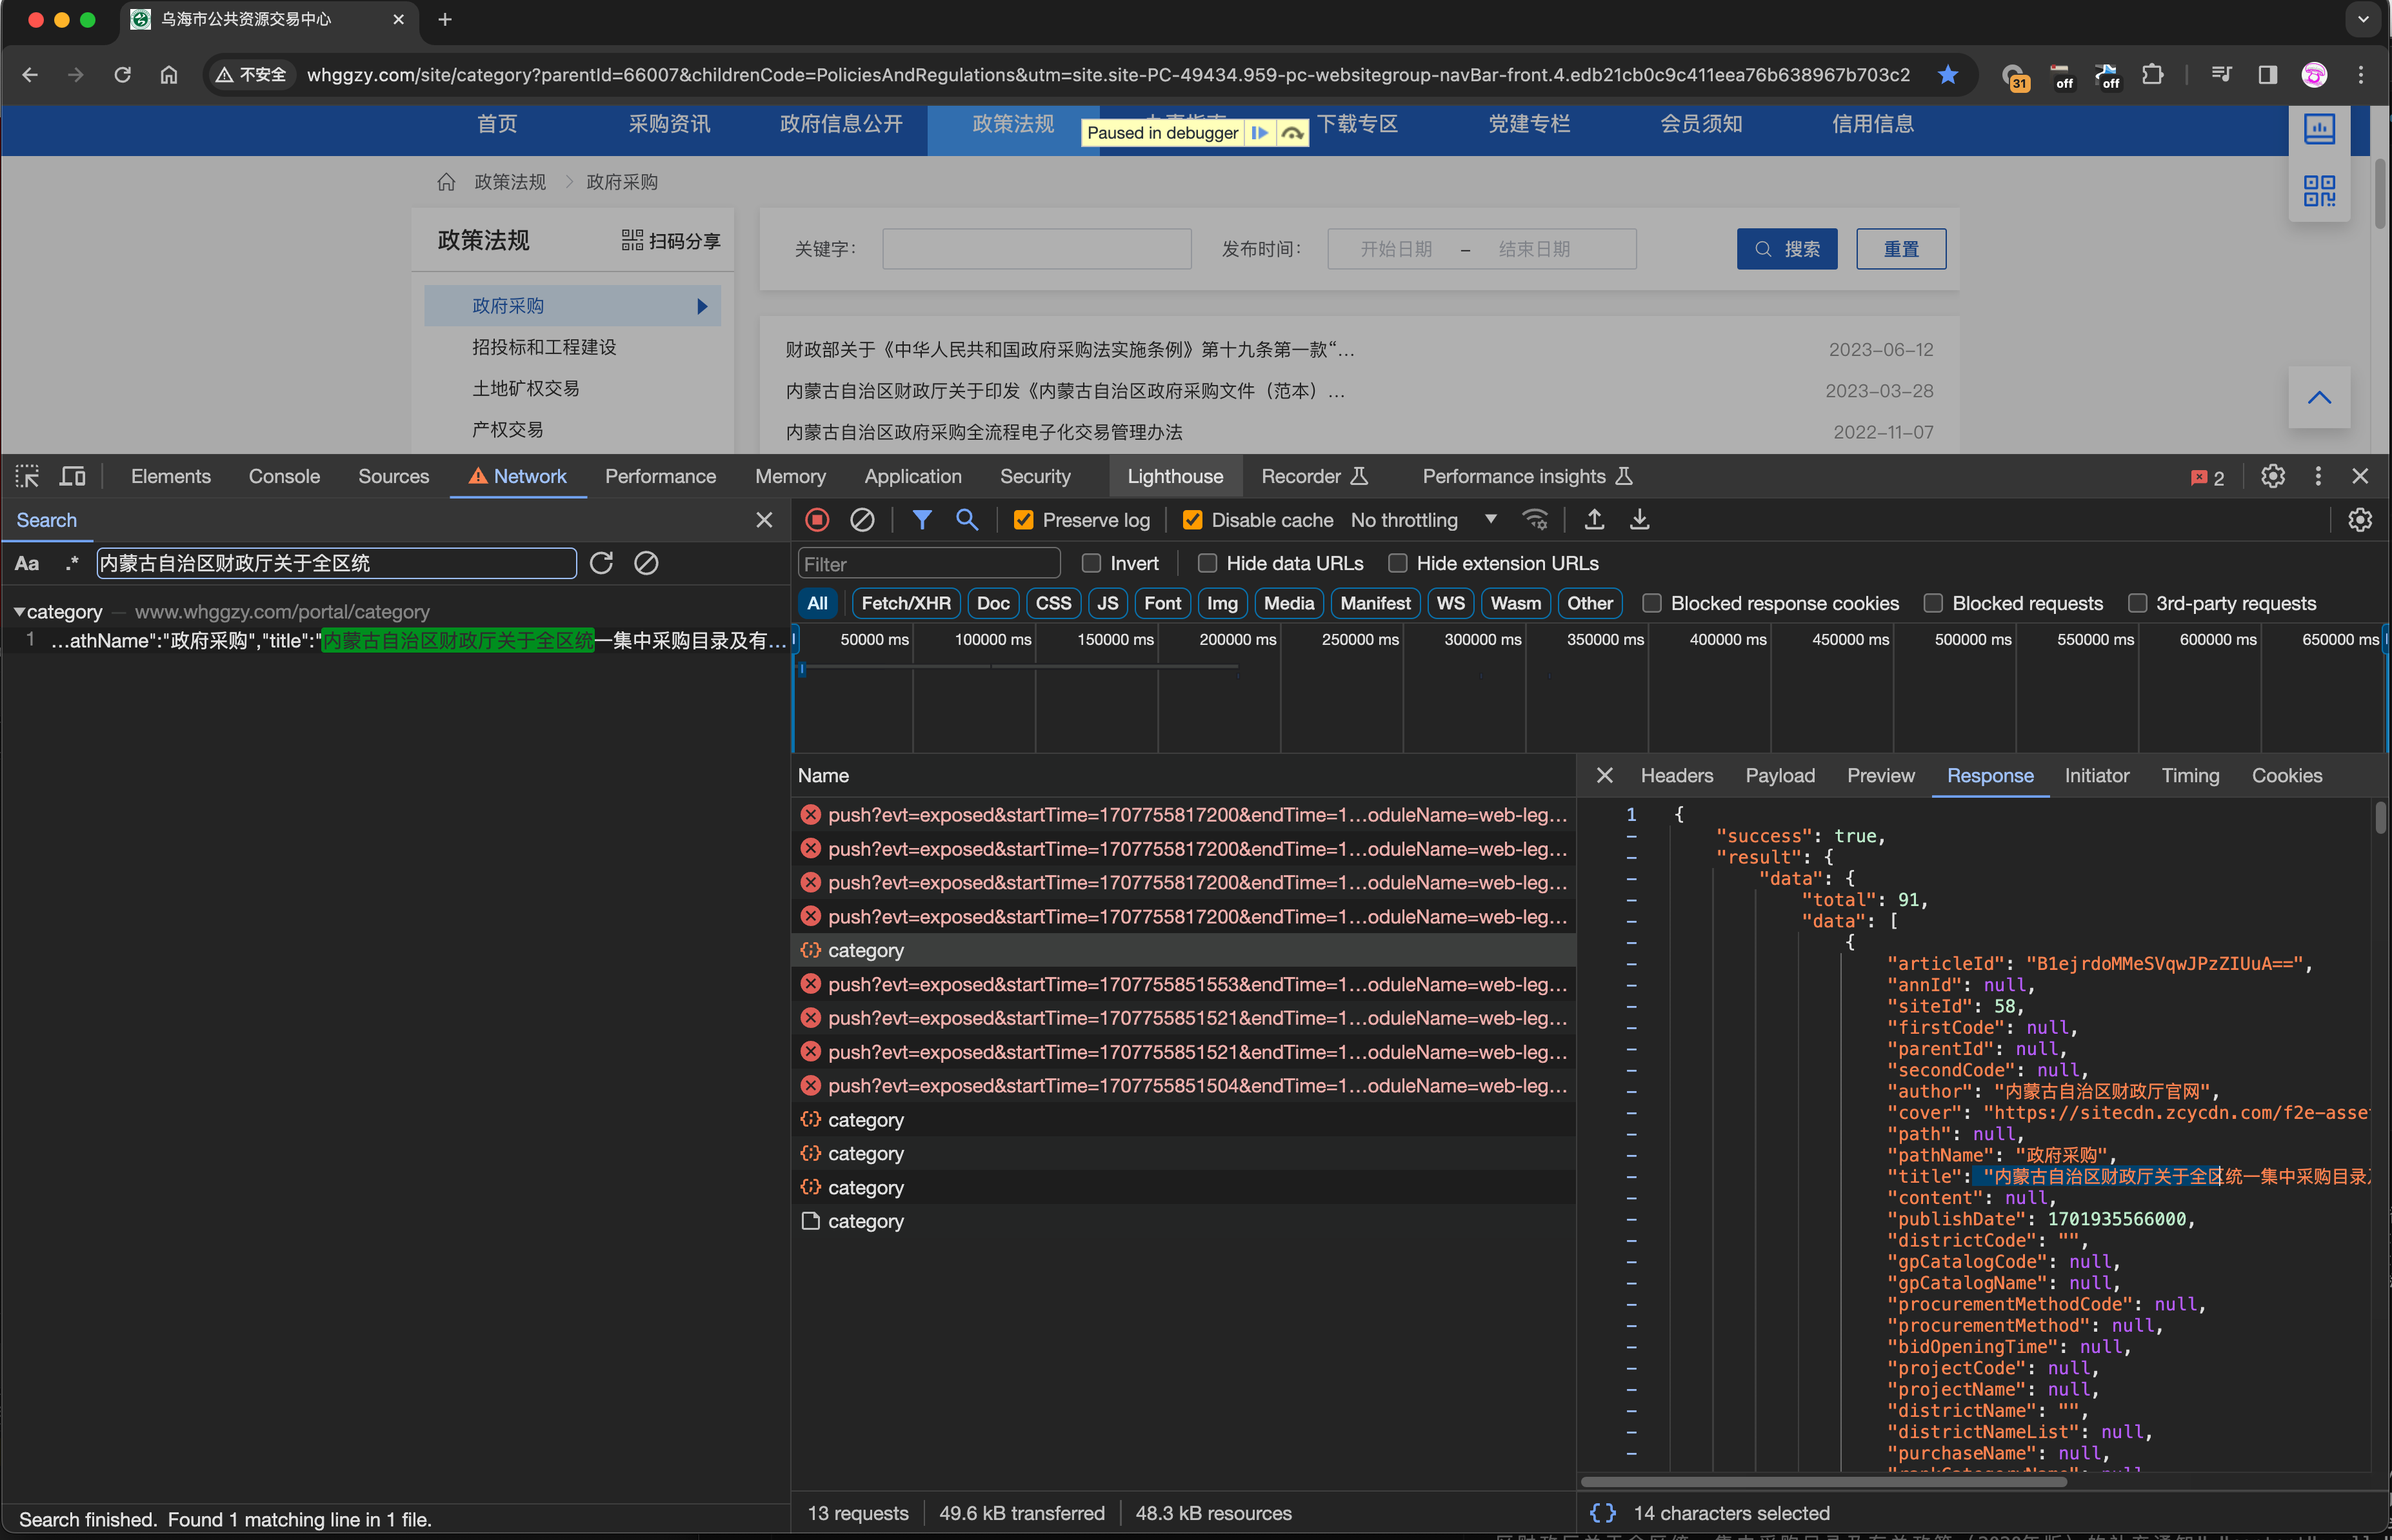 乌海市公共资源交易中心
不安全 whggzy.com/site/category?parentId=66007&childrenCode=PoliciesAndRegulations&utm=site.site-PC-49434.959-pc-websitegroup-navBar-front.4.edb21cb0c9c411eea76b638967b703c2
31 off off
首页 采购资讯 政府信息公开 政策法规 下载专区 党建专栏 会员须知 信用信息
Paused in debugger
政策法规 政府采购
政策法规 扫码分享
关键字： 发布时间： 开始日期 – 结束日期 搜索 重置
政府采购
招投标和工程建设
土地矿权交易
产权交易
财政部关于《中华人民共和国政府采购法实施条例》第十九条第一款“... 2023-06-12
内蒙古自治区财政厅关于印发《内蒙古自治区政府采购文件（范本）... 2023-03-28
内蒙古自治区政府采购全流程电子化交易管理办法 2022-11-07
Elements Console Sources Network Performance Memory Application Security Lighthouse Recorder Performance insights 2
Search
Preserve log Disable cache No throttling
Aa .* 内蒙古自治区财政厅关于全区统
Filter Invert Hide data URLs Hide extension URLs
All Fetch/XHR Doc CSS JS Font Img Media Manifest WS Wasm Other Blocked response cookies Blocked requests 3rd-party requests
category — www.whggzy.com/portal/category
1 ...athName":"政府采购","title":"内蒙古自治区财政厅关于全区统一集中采购目录及有...
50000 ms 100000 ms 150000 ms 200000 ms 250000 ms 300000 ms 350000 ms 400000 ms 450000 ms 500000 ms 550000 ms 600000 ms 650000 ms
Name
push?evt=exposed&startTime=1707755817200&endTime=1...oduleName=web-leg...
push?evt=exposed&startTime=1707755817200&endTime=1...oduleName=web-leg...
push?evt=exposed&startTime=1707755817200&endTime=1...oduleName=web-leg...
push?evt=exposed&startTime=1707755817200&endTime=1...oduleName=web-leg...
category
push?evt=exposed&startTime=1707755851553&endTime=1...oduleName=web-leg...
push?evt=exposed&startTime=1707755851521&endTime=1...oduleName=web-leg...
push?evt=exposed&startTime=1707755851521&endTime=1...oduleName=web-leg...
push?evt=exposed&startTime=1707755851504&endTime=1...oduleName=web-leg...
category
category
category
category
Headers Payload Preview Response Initiator Timing Cookies
1 {
"success": true,
"result": {
"data": {
"total": 91,
"data": [
{
"articleId": "B1ejrdoMMeSVqwJPzZIUuA==",
"annId": null,
"siteId": 58,
"firstCode": null,
"parentId": null,
"secondCode": null,
"author": "内蒙古自治区财政厅官网",
"cover": "https://sitecdn.zcycdn.com/f2e-asse
"path": null,
"pathName": "政府采购",
"title": "内蒙古自治区财政厅关于全区统一集中采购目录
"content": null,
"publishDate": 1701935566000,
"districtCode": "",
"gpCatalogCode": null,
"gpCatalogName": null,
"procurementMethodCode": null,
"procurementMethod": null,
"bidOpeningTime": null,
"projectCode": null,
"projectName": null,
"districtName": "",
"districtNameList": null,
"purchaseName": null,
Search finished. Found 1 matching line in 1 file.
13 requests 49.6 kB transferred 48.3 kB resources
{ } 14 characters selected